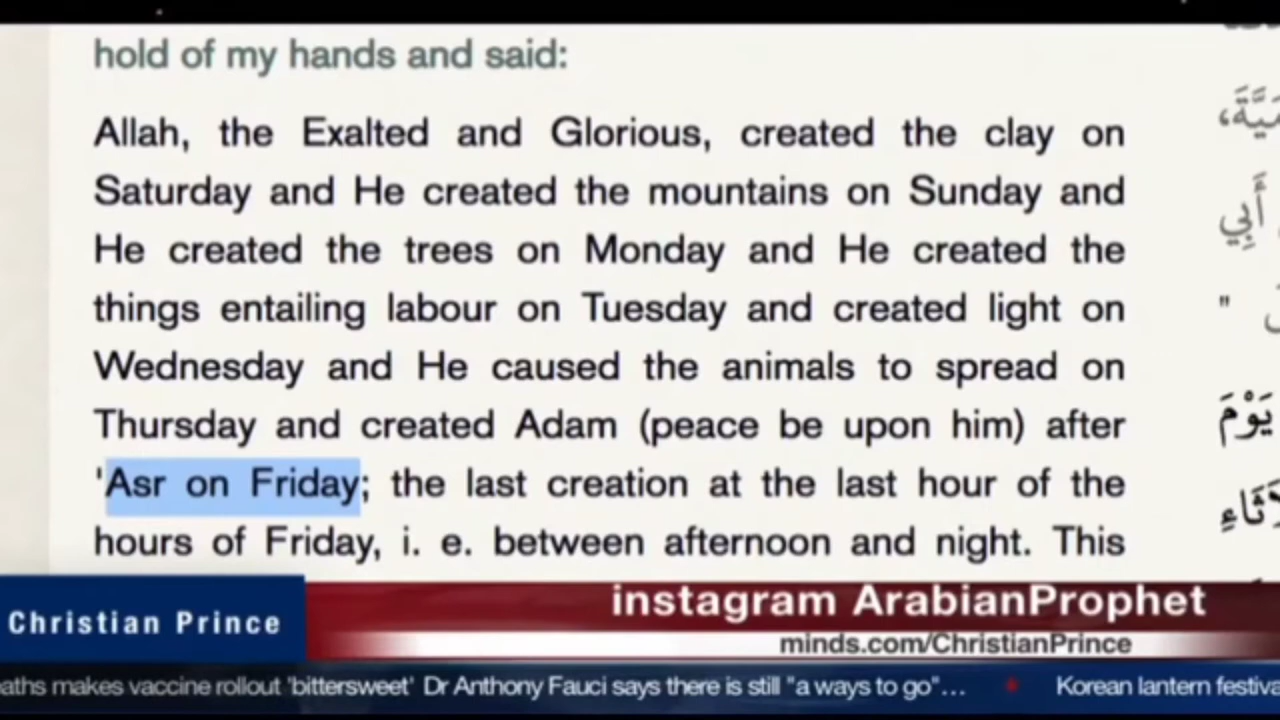 hold of my hands and said:
Allah, the Exalted and Glorious, created the clay on
Saturday and He created the mountains on Sunday and
He created the trees on Monday and He created the
things entailing labour on Tuesday and created light on
Wednesday and He caused the animals to spread on
Thursday and created Adam (peace be upon him) after
'Asr on Friday; the last creation at the last hour of the
hours of Friday, i. e. between afternoon and night. This
أَبِي
"
يَوْمَ
Christian Prince
instagram ArabianProphet
minds.com/ChristianPrince
makes vaccine rollout 'bittersweet' Dr Anthony Fauci says there is still "a ways to go"... Korean lantern